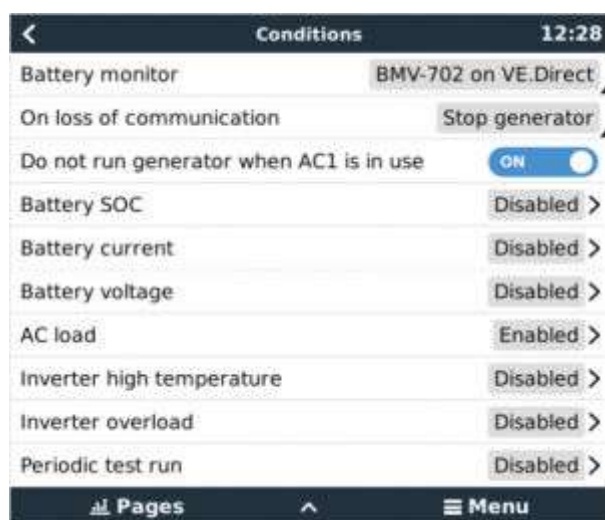 Conditions 12:28
Battery monitor BMV-702 on VE.Direct
On loss of communication Stop generator
Do not run generator when AC1 is in use ON
Battery SOC Disabled
Battery current Disabled
Battery voltage Disabled
AC load Enabled
Inverter high temperature Disabled
Inverter overload Disabled
Periodic test run Disabled
Pages Menu